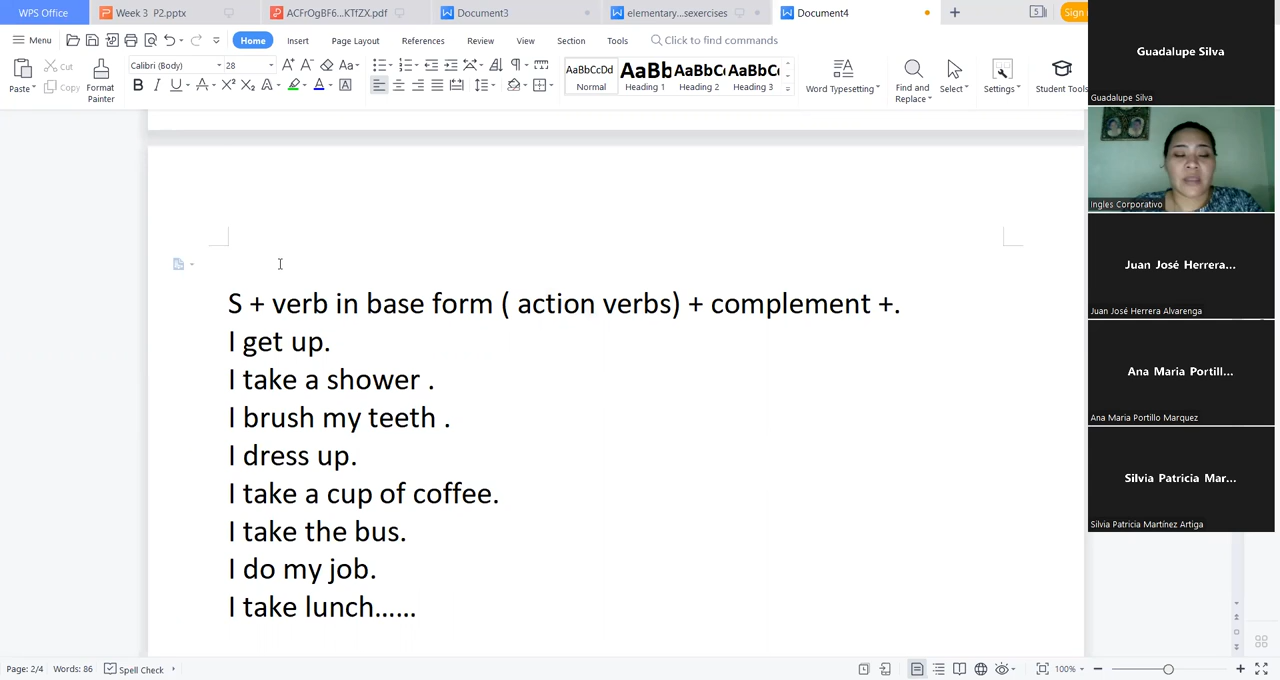 WPS Office
Week 3 P2.pptx
ACFrOgBF6...KTfZX.pdf
Document3
elementary...sexercises
Document4
Sign
Menu
Home
Insert
Page Layout
References
Review
View
Section
Tools
Click to find commands
Paste
Cut
Copy
Format Painter
Calibri (Body)
28
AaBbCcDd
Normal
Heading 1
Heading 2
Heading 3
Word Typesetting
Find and Replace
Select
Settings
Student Tools
S + verb in base form ( action verbs) + complement +.
I get up.
I take a shower .
I brush my teeth .
I dress up.
I take a cup of coffee.
I take the bus.
I do my job.
I take lunch......
Guadalupe Silva
Guadalupe Silva
Ingles Corporativo
Juan José Herrera...
Juan José Herrera Alvarenga
Ana Maria Portill...
Ana Maria Portillo Marquez
Silvia Patricia Mar...
Silvia Patricia Martínez Artiga
Page: 2/4
Words: 86
Spell Check
100%